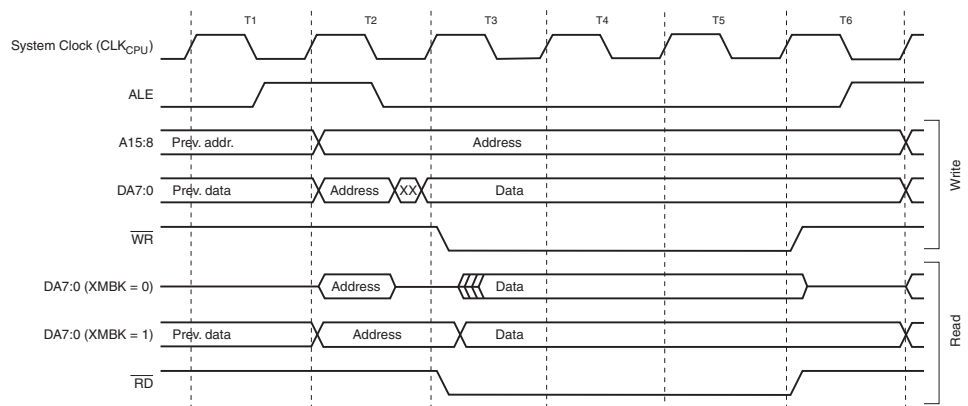 T1 T2 T3 T4 T5 T6
System Clock (CLKCPU)
ALE
A15:8 Prev. addr. Address
DA7:0 Prev. data Address XX Data
WR
Write
DA7:0 (XMBK = 0) Address Data
DA7:0 (XMBK = 1) Prev. data Address Data
RD
Read